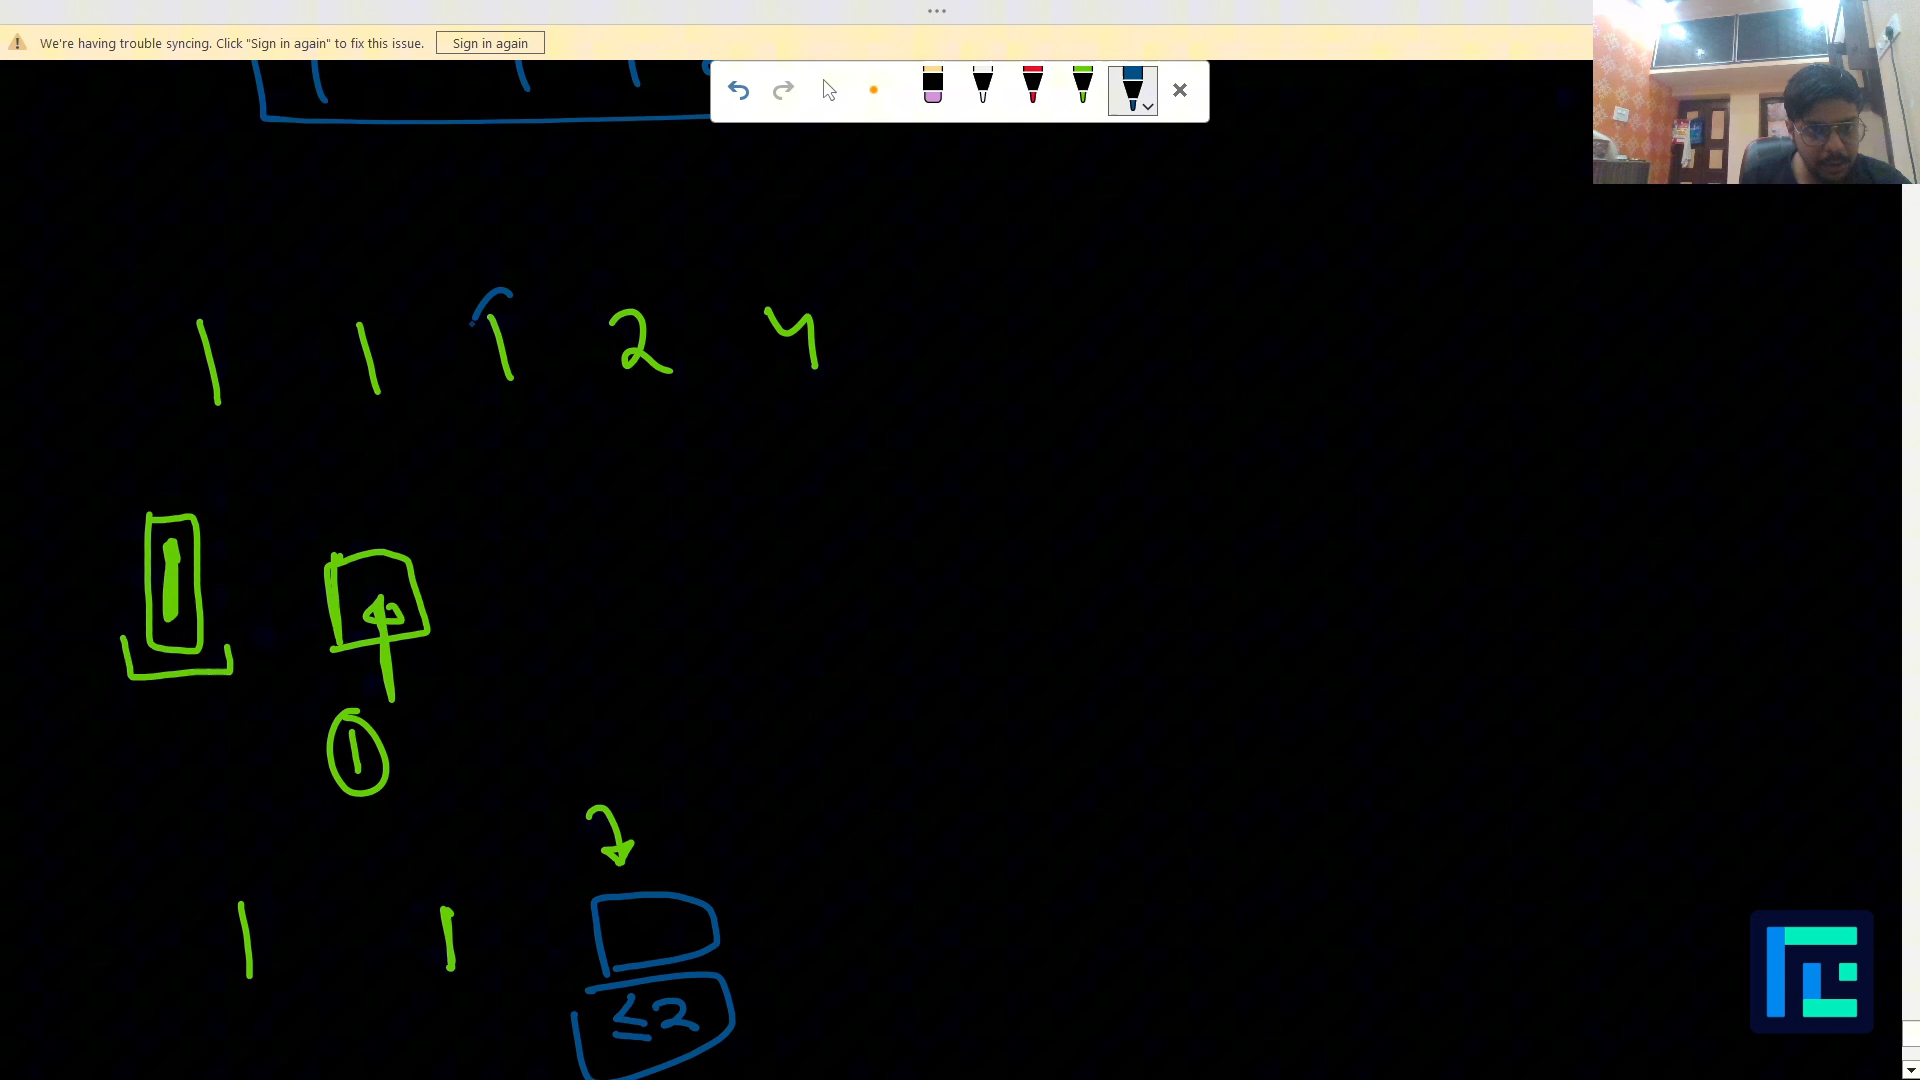 We're having trouble syncing. Click "Sign in again" to fix this issue. Sign in again
1 1 1 2 4
1
1
1 1
≤2